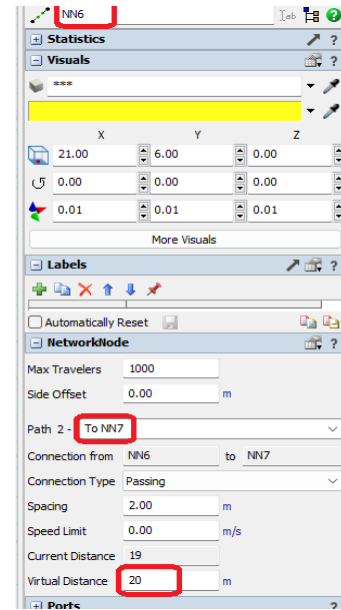 NN6
Statistics ?
Visuals ?
***
X Y Z
21.00 6.00 0.00
0.00 0.00 0.00
0.01 0.01 0.01
More Visuals
Labels ?
Automatically Reset
NetworkNode ?
Max Travelers 1000
Side Offset 0.00 m
Path 2 - To NN7
Connection from NN6 to NN7
Connection Type Passing
Spacing 2.00 m
Speed Limit 0.00 m/s
Current Distance 19
Virtual Distance 20 m
Ports ?